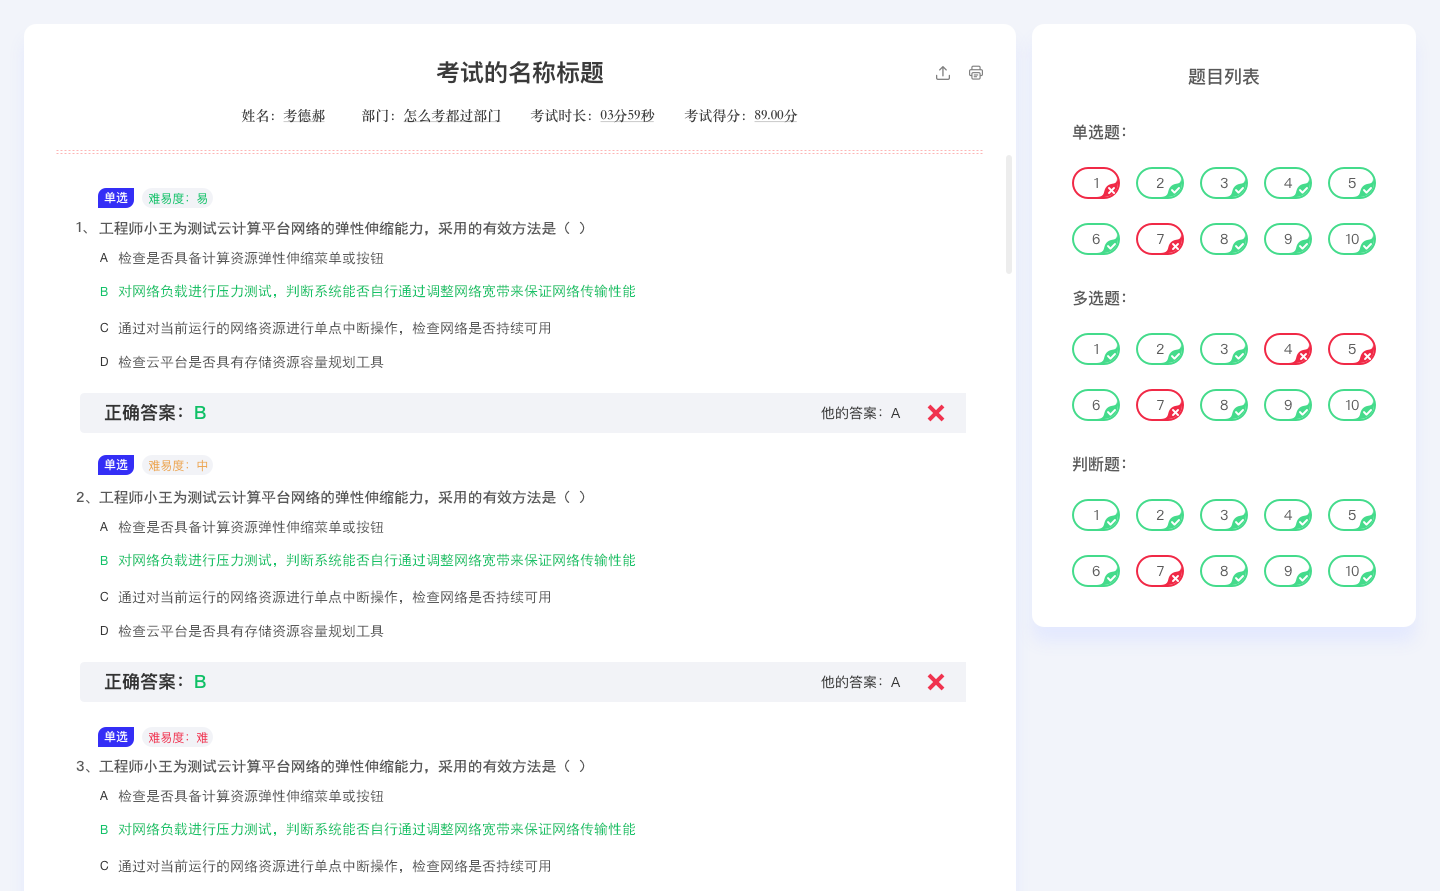 考试的名称标题
姓名：考德郝 部门：怎么考都过部门 考试时长：03分59秒 考试得分：89.00分
单选 难易度：易
1、工程师小王为测试云计算平台网络的弹性伸缩能力，采用的有效方法是（ ）
A 检查是否具备计算资源弹性伸缩菜单或按钮
B 对网络负载进行压力测试，判断系统能否自行通过调整网络宽带来保证网络传输性能
C 通过对当前运行的网络资源进行单点中断操作，检查网络是否持续可用
D 检查云平台是否具有存储资源容量规划工具
正确答案：B 他的答案：A
单选 难易度：中
2、工程师小王为测试云计算平台网络的弹性伸缩能力，采用的有效方法是（ ）
A 检查是否具备计算资源弹性伸缩菜单或按钮
B 对网络负载进行压力测试，判断系统能否自行通过调整网络宽带来保证网络传输性能
C 通过对当前运行的网络资源进行单点中断操作，检查网络是否持续可用
D 检查云平台是否具有存储资源容量规划工具
正确答案：B 他的答案：A
单选 难易度：难
3、工程师小王为测试云计算平台网络的弹性伸缩能力，采用的有效方法是（ ）
A 检查是否具备计算资源弹性伸缩菜单或按钮
B 对网络负载进行压力测试，判断系统能否自行通过调整网络宽带来保证网络传输性能
C 通过对当前运行的网络资源进行单点中断操作，检查网络是否持续可用
题目列表
单选题：
1 2 3 4 5
6 7 8 9 10
多选题：
1 2 3 4 5
6 7 8 9 10
判断题：
1 2 3 4 5
6 7 8 9 10